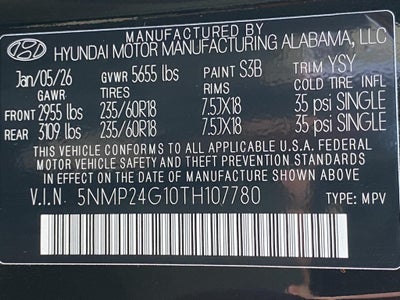 HYUNDAI MOTOR MANUFACTURING ALABAMA, LLC
Jan/05/26 GVWR 5655 lbs PAINT S3B TRIM YSY
GAWR TIRES COLD TIRE INFL
FRONT 2955 lbs 235/60R18 7.5JX18 35 psi SINGLE
REAR 3109 lbs 235/60R18 7.5JX18 35 psi SINGLE
THIS VEHICLE CONFORMS TO ALL APPLICABLE U.S.A. FEDERAL
MOTOR VEHICLE SAFETY, BUMPER, AND THEFT PREVENTION STANDARDS
IN EFFECT ON THE DATE OF MANUFACTURE SHOWN ABOVE.
V.I.N. 5NMP24G10TH107780 TYPE: MPV